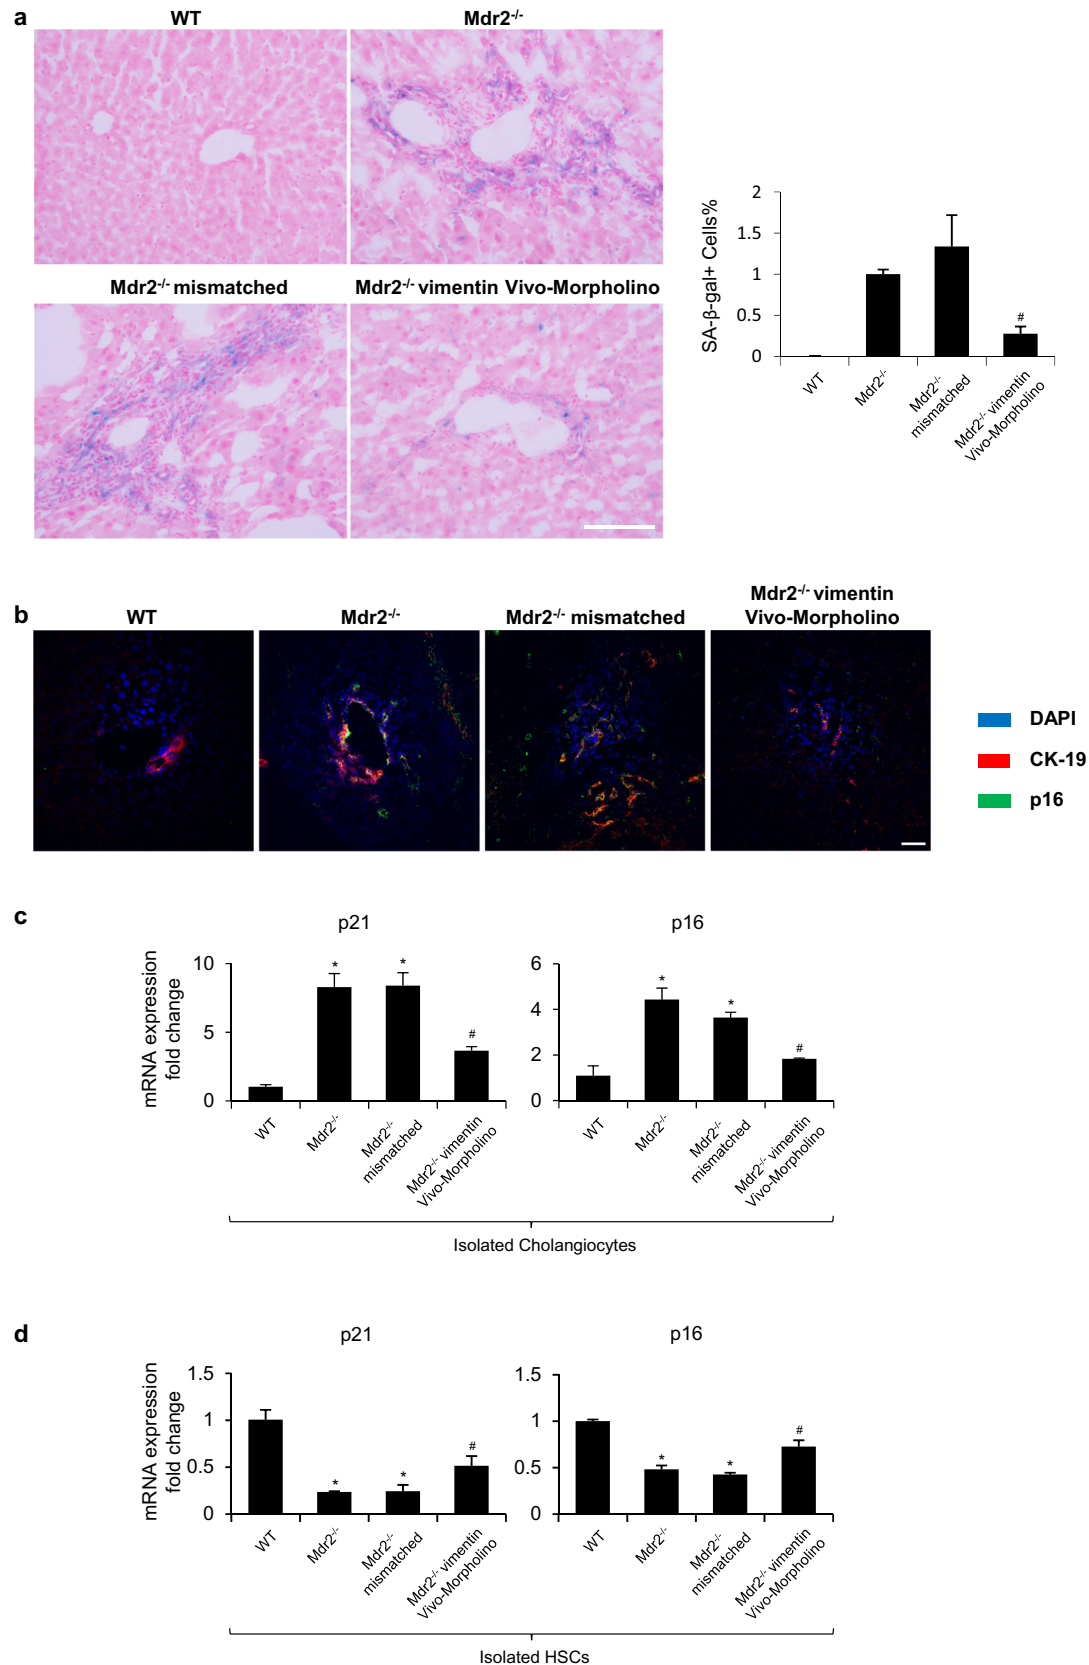 a
WT
Mdr2-/-
Mdr2-/- mismatched
Mdr2-/- vimentin Vivo-Morpholino
SA-β-gal+ Cells%
2
1.5
1
0.5
0
#
WT
Mdr2-/-
Mdr2-/-
mismatched
Mdr2-/- vimentin
Vivo-Morpholino
b
WT
Mdr2-/-
Mdr2-/- mismatched
Mdr2-/- vimentin
Vivo-Morpholino
DAPI
CK-19
p16
c
p21
mRNA expression
fold change
10
5
0
*
*
#
WT
Mdr2-/-
Mdr2-/-
mismatched
Mdr2-/- vimentin
Vivo-Morpholino
p16
6
4
2
0
*
*
#
WT
Mdr2-/-
Mdr2-/-
mismatched
Mdr2-/- vimentin
Vivo-Morpholino
Isolated Cholangiocytes
d
p21
mRNA expression
fold change
1.5
1
0.5
0
*
*
#
WT
Mdr2-/-
Mdr2-/-
mismatched
Mdr2-/- vimentin
Vivo-Morpholino
p16
1.5
1
0.5
0
*
*
#
WT
Mdr2-/-
Mdr2-/-
mismatched
Mdr2-/- vimentin
Vivo-Morpholino
Isolated HSCs